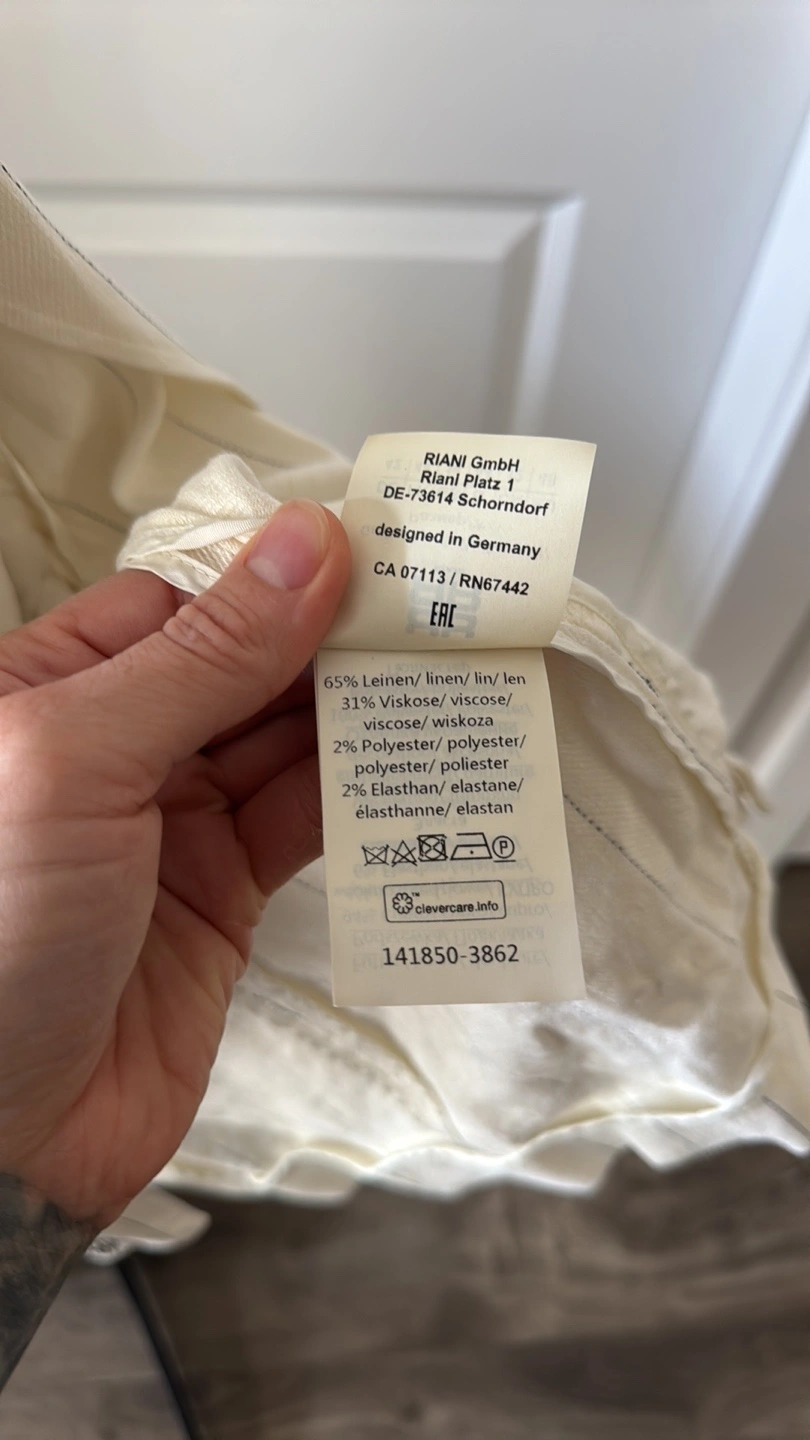 RIANI GmbH
Riani Platz 1
DE-73614 Schorndorf
designed in Germany
CA 07113 / RN67442
EAC
65% Leinen/ linen/ lin/ len
31% Viskose/ viscose/
viscose/ wiskoza
2% Polyester/ polyester/
polyester/ poliester
2% Elasthan/ elastane/
élasthanne/ elastan
P
clevercare.info™
141850-3862